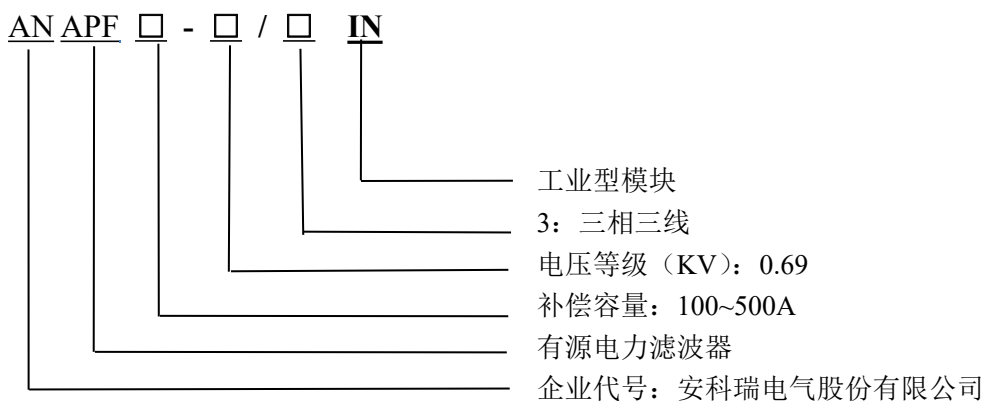 AN APF □ - □ / □ IN
工业型模块
3：三相三线
电压等级（KV）：0.69
补偿容量：100~500A
有源电力滤波器
企业代号：安科瑞电气股份有限公司